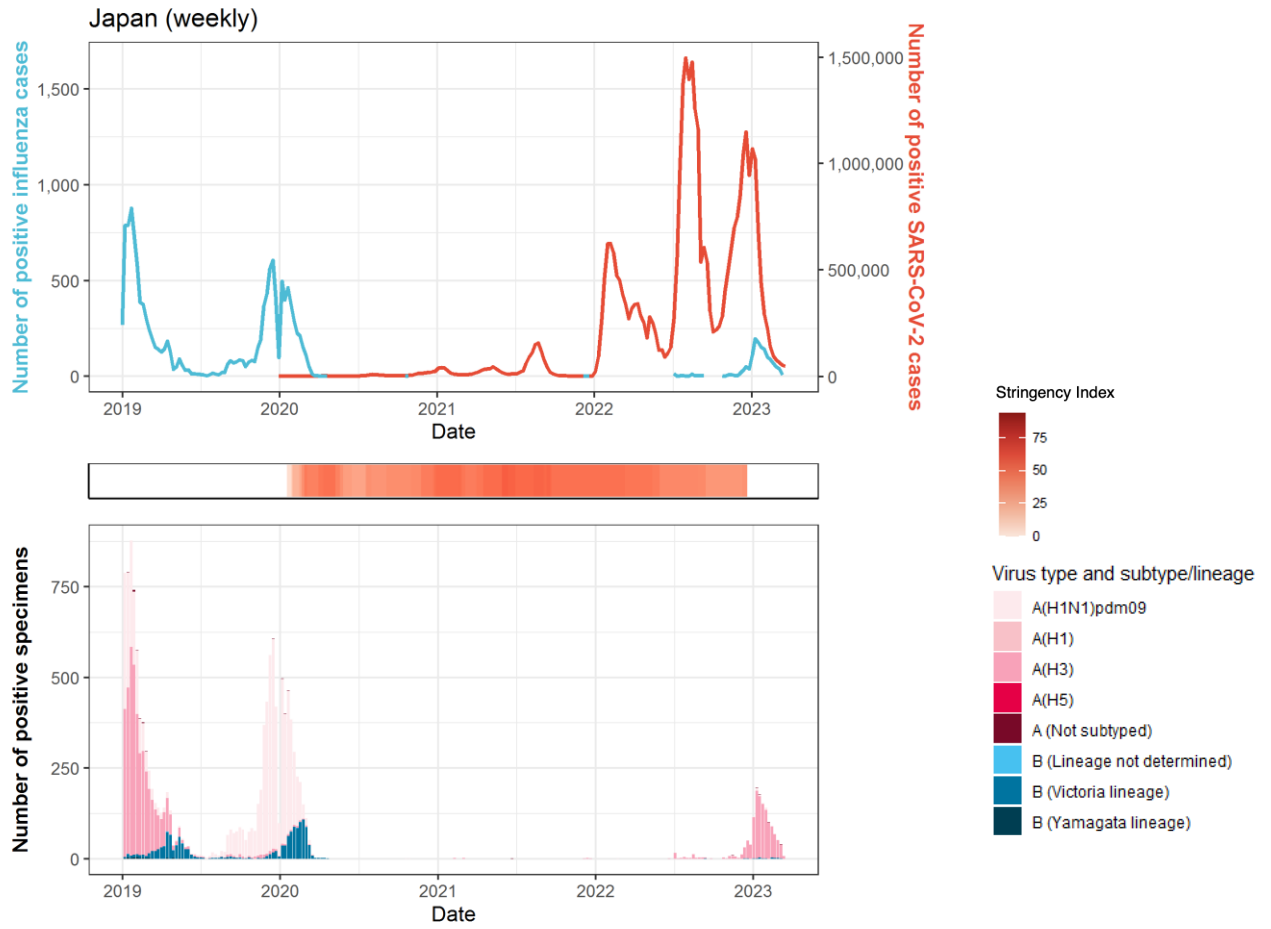 Japan (weekly)
Number of positive influenza cases
1,500
1,000
500
0
1,500,000
1,000,000
500,000
0
Number of positive SARS-CoV-2 cases
2019 2020 2021 2022 2023
Date
Stringency Index
75
50
25
0
Number of positive specimens
750
500
250
0
2019 2020 2021 2022 2023
Date
Virus type and subtype/lineage
A(H1N1)pdm09
A(H1)
A(H3)
A(H5)
A (Not subtyped)
B (Lineage not determined)
B (Victoria lineage)
B (Yamagata lineage)